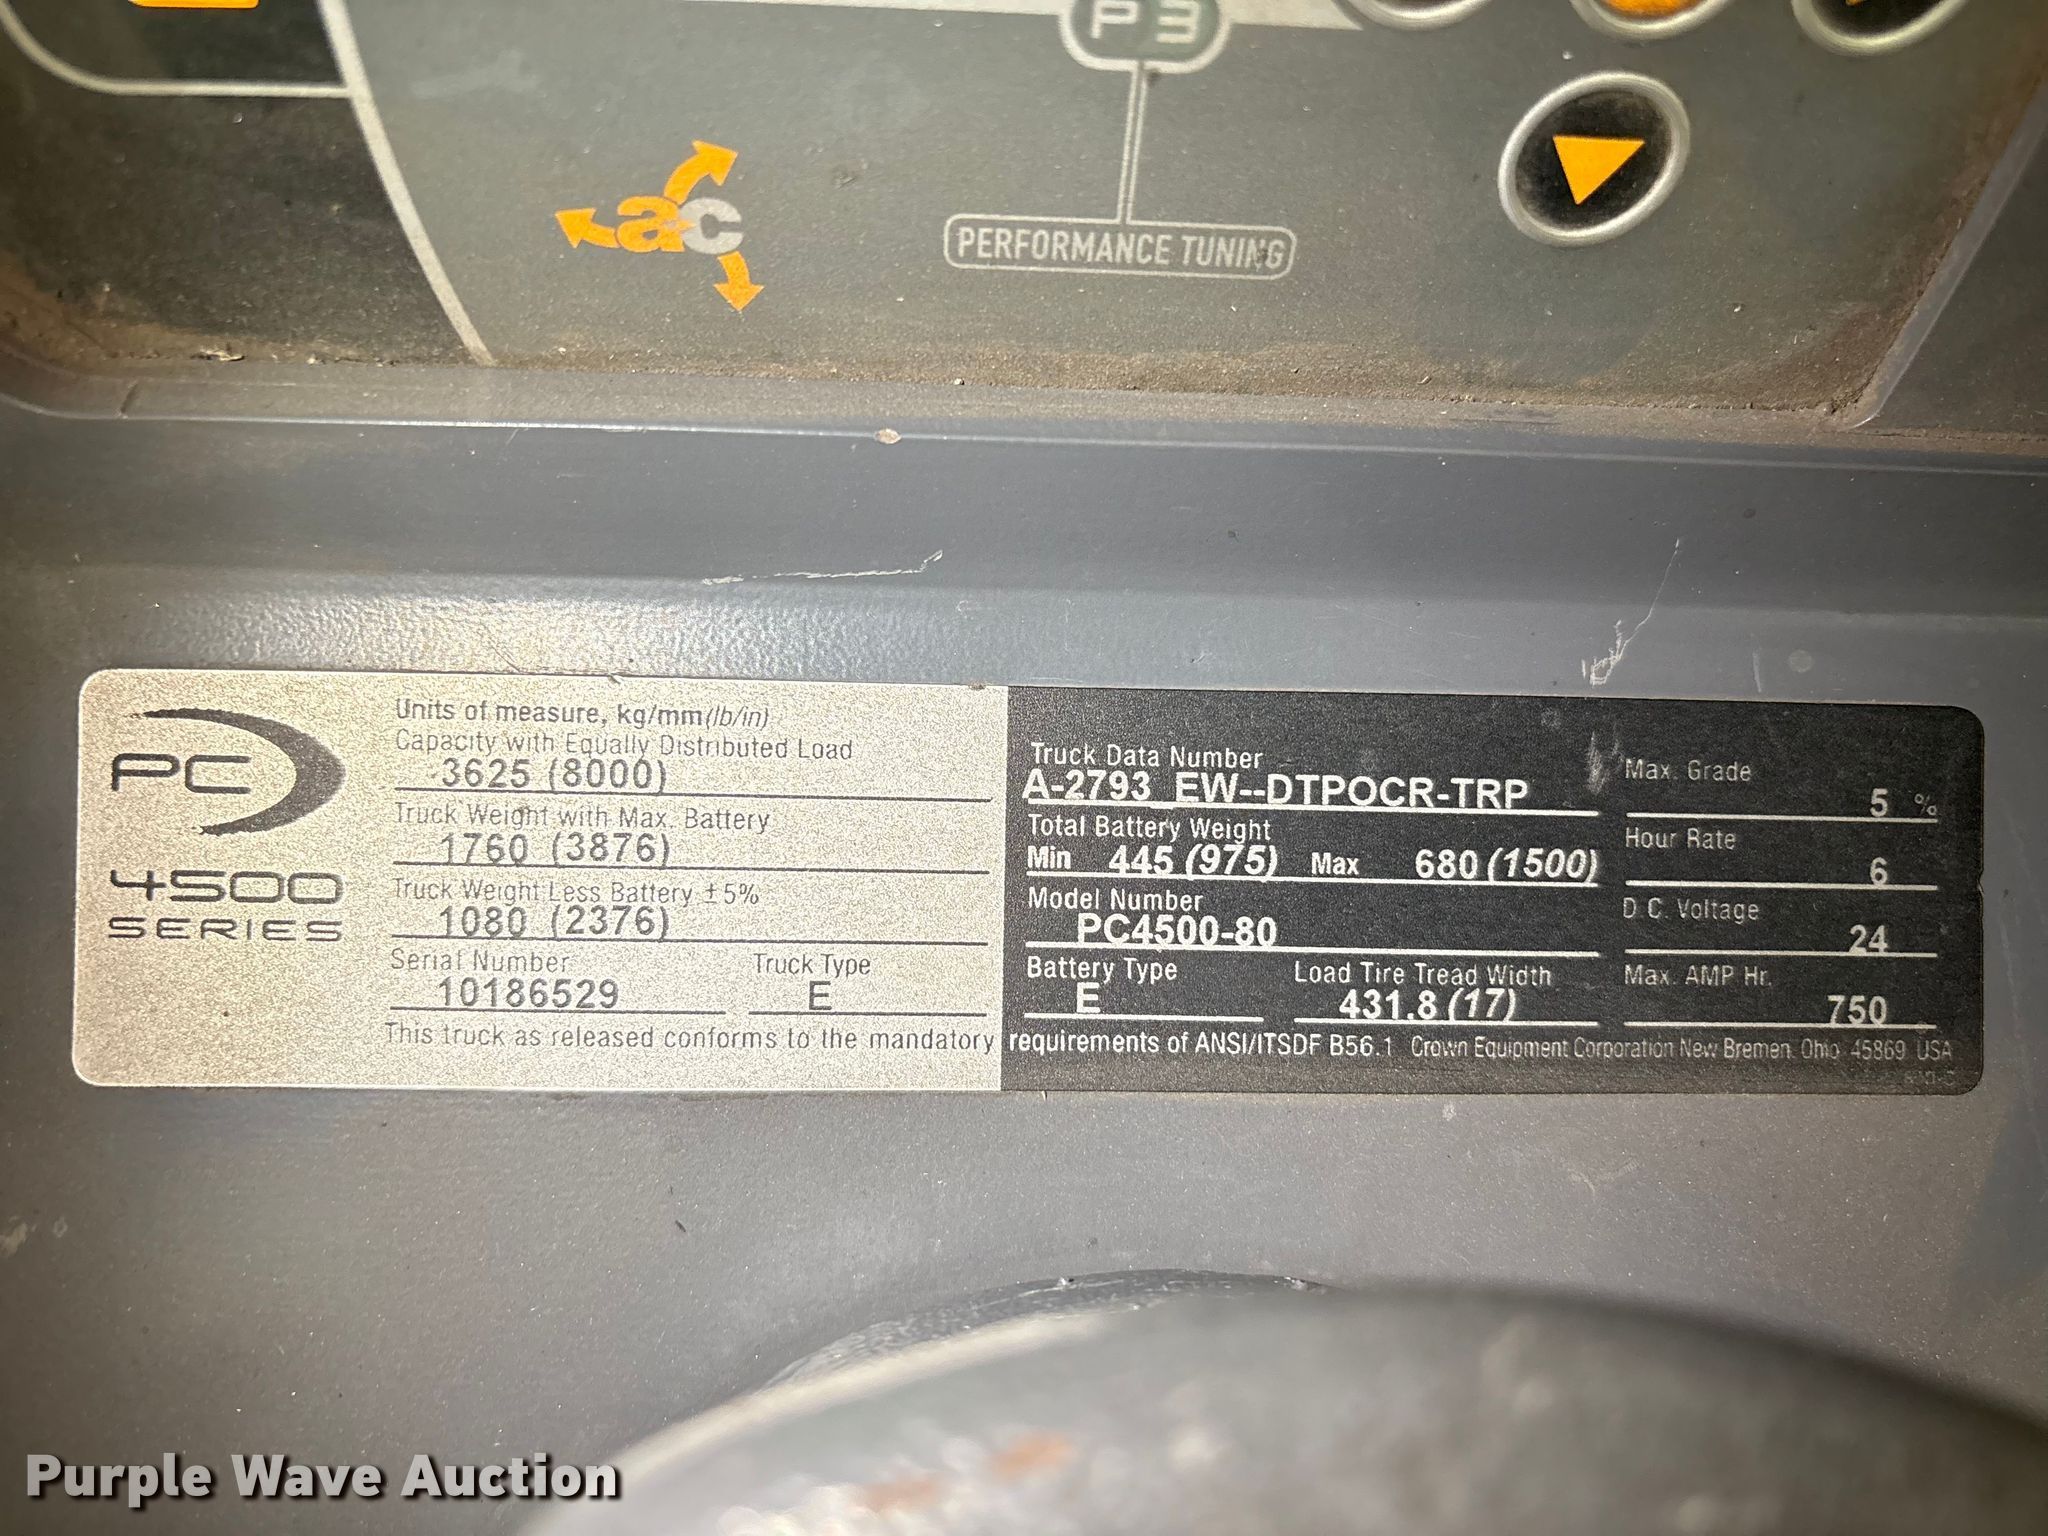 P3
ac
PERFORMANCE TUNING
PC
4500
SERIES
Units of measure, kg/mm(lb/in)
Capacity with Equally Distributed Load
3625 (8000)
Truck Weight with Max. Battery
1760 (3876)
Truck Weight Less Battery ±5%
1080 (2376)
Serial Number
10186529
Truck Type
E
Truck Data Number
A-2793 EW--DTPOCR-TRP
Total Battery Weight
Min 445 (975) Max 680 (1500)
Model Number
PC4500-80
Battery Type
E
Load Tire Tread Width
431.8 (17)
Max. Grade
5 %
Hour Rate
6
D.C. Voltage
24
Max. AMP Hr.
750
This truck as released conforms to the mandatory requirements of ANSI/ITSDF B56.1 Crown Equipment Corporation New Bremen, Ohio 45869 USA
Purple Wave Auction